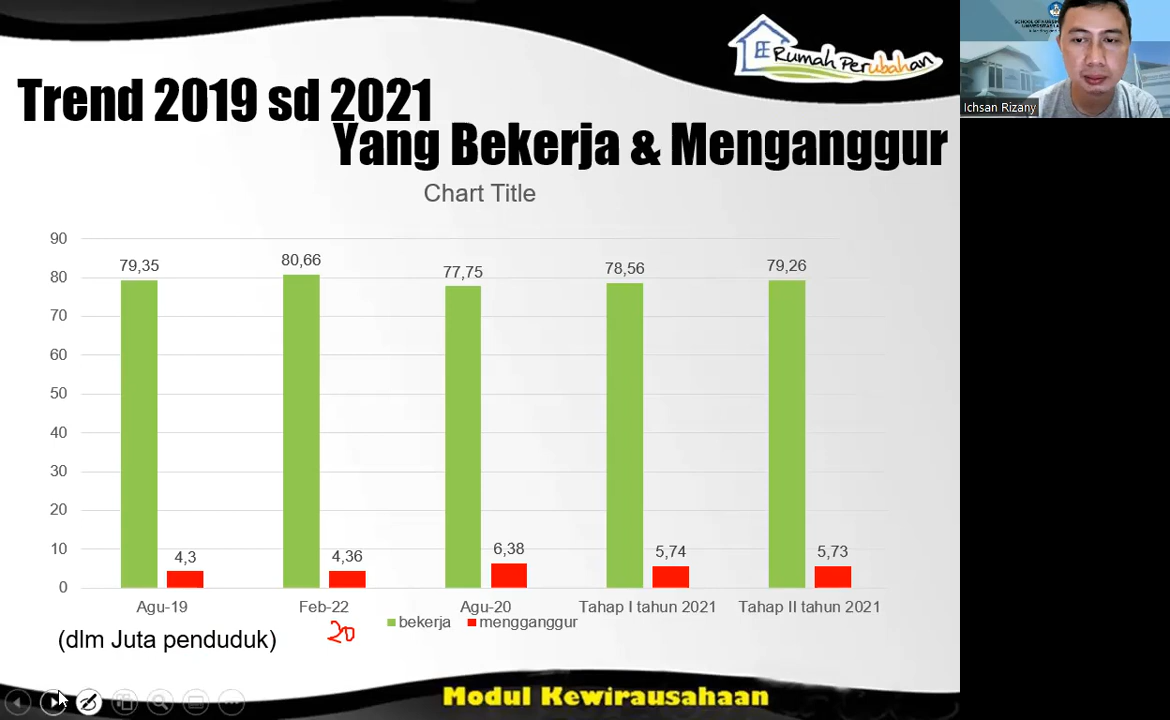 Rumah Perubahan
Ichsan Rizany
Trend 2019 sd 2021
Yang Bekerja & Menganggur
Chart Title
90
80
70
60
50
40
30
20
10
0
79,35
80,66
77,75
78,56
79,26
4,3
4,36
6,38
5,74
5,73
Agu-19 Feb-22 Agu-20 Tahap I tahun 2021 Tahap II tahun 2021
bekerja mengganggur
20
(dlm Juta penduduk)
Modul Kewirausahaan